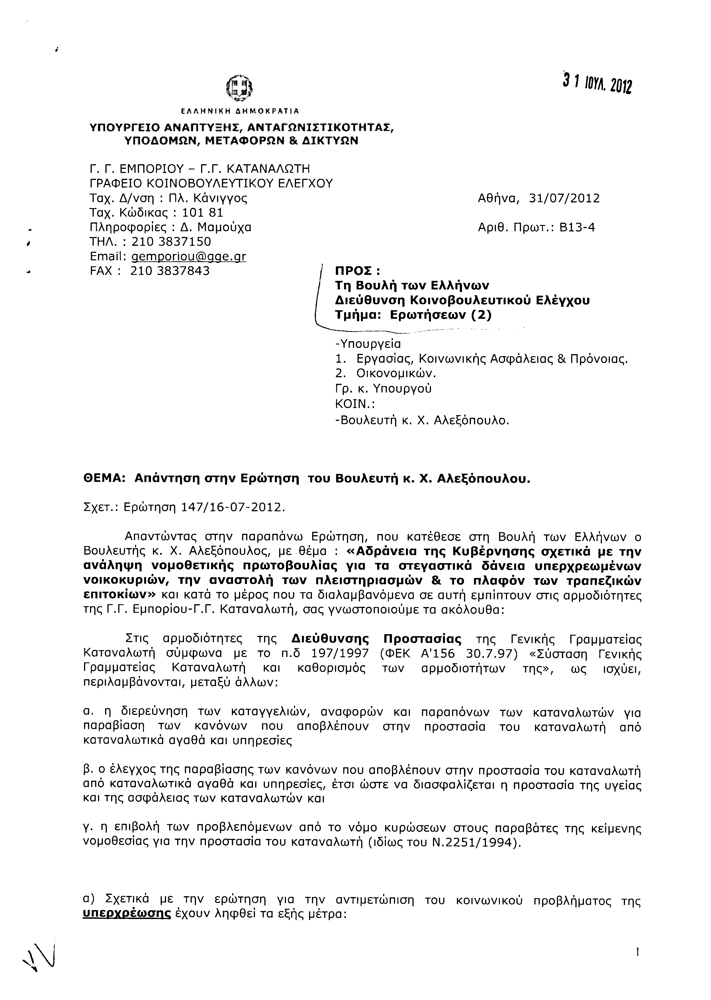 31 ΙΟΥΛ. 2012
ΕΛΛΗΝΙΚΗ ΔΗΜΟΚΡΑΤΙΑ
ΥΠΟΥΡΓΕΙΟ ΑΝΑΠΤΥΞΗΣ, ΑΝΤΑΓΩΝΙΣΤΙΚΟΤΗΤΑΣ,
ΥΠΟΔΟΜΩΝ, ΜΕΤΑΦΟΡΩΝ & ΔΙΚΤΥΩΝ
Γ. Γ. ΕΜΠΟΡΙΟΥ – Γ.Γ. ΚΑΤΑΝΑΛΩΤΗ
ΓΡΑΦΕΙΟ ΚΟΙΝΟΒΟΥΛΕΥΤΙΚΟΥ ΕΛΕΓΧΟΥ
Ταχ. Δ/νση : Πλ. Κάνιγγος
Ταχ. Κώδικας : 101 81
Πληροφορίες : Δ. Μαμούχα
ΤΗΛ. : 210 3837150
Email: gemporiou@gge.gr
FAX : 210 3837843
Αθήνα, 31/07/2012
Αριθ. Πρωτ.: Β13-4
ΠΡΟΣ :
Τη Βουλή των Ελλήνων
Διεύθυνση Κοινοβουλευτικού Ελέγχου
Τμήμα: Ερωτήσεων (2)
-Υπουργεία
1. Εργασίας, Κοινωνικής Ασφάλειας & Πρόνοιας.
2. Οικονομικών.
Γρ. κ. Υπουργού
ΚΟΙΝ.:
-Βουλευτή κ. Χ. Αλεξόπουλο.
ΘΕΜΑ: Απάντηση στην Ερώτηση του Βουλευτή κ. Χ. Αλεξόπουλου.
Σχετ.: Ερώτηση 147/16-07-2012.
Απαντώντας στην παραπάνω Ερώτηση, που κατέθεσε στη Βουλή των Ελλήνων ο
Βουλευτής κ. Χ. Αλεξόπουλος, με θέμα : «Αδράνεια της Κυβέρνησης σχετικά με την
ανάληψη νομοθετικής πρωτοβουλίας για τα στεγαστικά δάνεια υπερχρεωμένων
νοικοκυριών, την αναστολή των πλειστηριασμών & το πλαφόν των τραπεζικών
επιτοκίων» και κατά το μέρος που τα διαλαμβανόμενα σε αυτή εμπίπτουν στις αρμοδιότητες
της Γ.Γ. Εμπορίου-Γ.Γ. Καταναλωτή, σας γνωστοποιούμε τα ακόλουθα:
Στις αρμοδιότητες της Διεύθυνσης Προστασίας της Γενικής Γραμματείας
Καταναλωτή σύμφωνα με το π.δ 197/1997 (ΦΕΚ Α'156 30.7.97) «Σύσταση Γενικής
Γραμματείας Καταναλωτή και καθορισμός των αρμοδιοτήτων της», ως ισχύει,
περιλαμβάνονται, μεταξύ άλλων:
α. η διερεύνηση των καταγγελιών, αναφορών και παραπόνων των καταναλωτών για
παραβίαση των κανόνων που αποβλέπουν στην προστασία του καταναλωτή από
καταναλωτικά αγαθά και υπηρεσίες
β. ο έλεγχος της παραβίασης των κανόνων που αποβλέπουν στην προστασία του καταναλωτή
από καταναλωτικά αγαθά και υπηρεσίες, έτσι ώστε να διασφαλίζεται η προστασία της υγείας
και της ασφάλειας των καταναλωτών και
γ. η επιβολή των προβλεπόμενων από το νόμο κυρώσεων στους παραβάτες της κείμενης
νομοθεσίας για την προστασία του καταναλωτή (ιδίως του Ν.2251/1994).
α) Σχετικά με την ερώτηση για την αντιμετώπιση του κοινωνικού προβλήματος της
υπερχρέωσης έχουν ληφθεί τα εξής μέτρα:
1